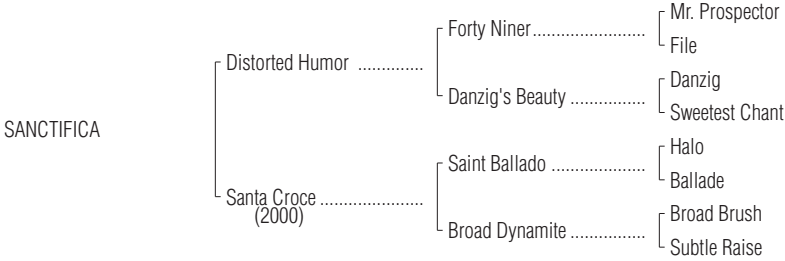 Mr. Prospector
Forty Niner........................
File
Distorted Humor ..............
Danzig
Danzig's Beauty ................
Sweetest Chant
SANCTIFICA
Halo
Saint Ballado ....................
Ballade
Santa Croce ......................
(2000)
Broad Brush
Broad Dynamite ................
Subtle Raise